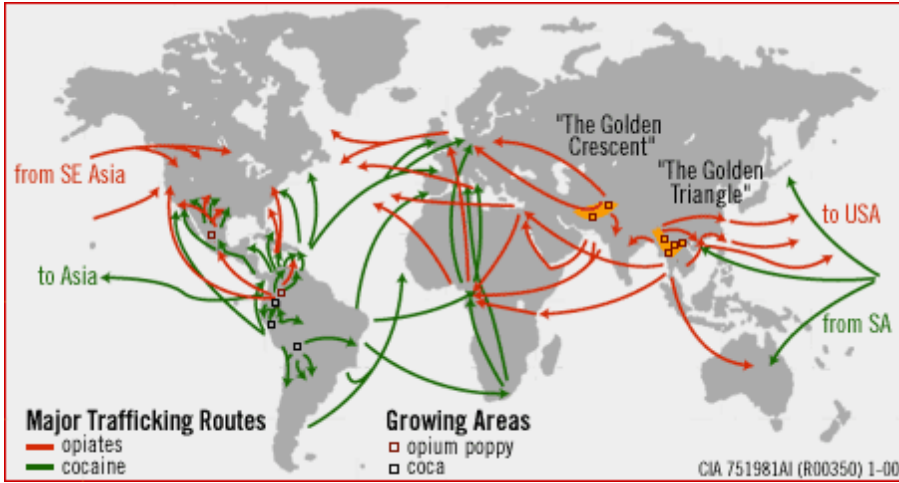 "The Golden
Crescent"
"The Golden
Triangle"
from SE Asia
to USA
to Asia
from SA
Major Trafficking Routes
opiates
cocaine
Growing Areas
opium poppy
coca
CIA 751981AI (R00350) 1-00